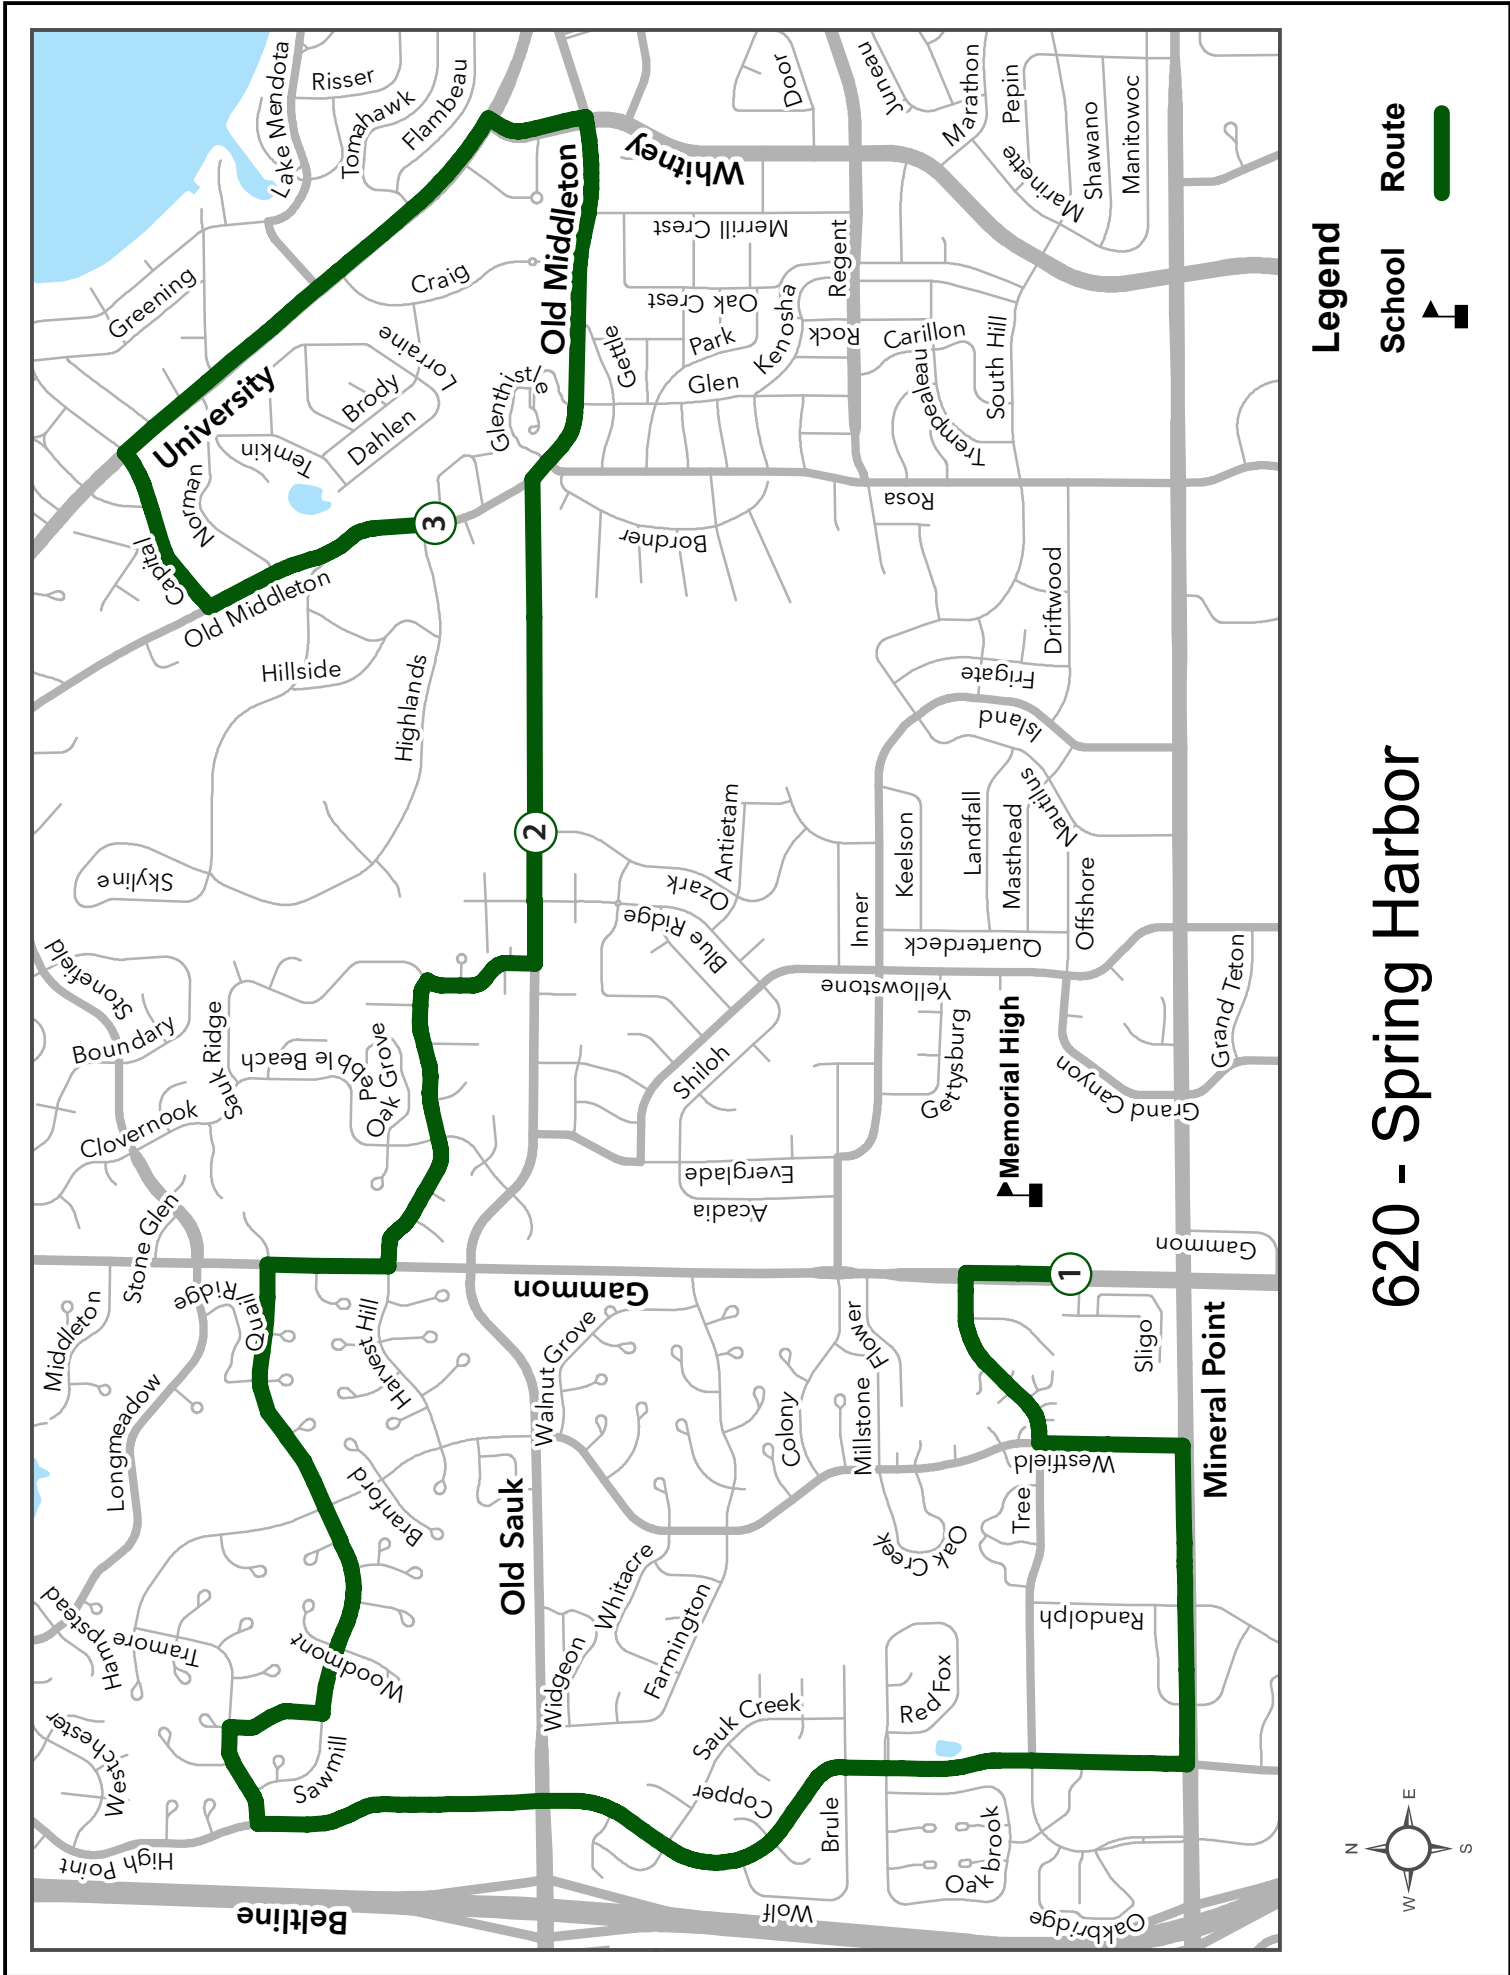 Lake Mendota
Risser
Tomahawk
Flambeau
Door
Juneau
Marathon
Pepin
Marinette
Shawano
Manitowoc
Whitney
Old Middleton
Merrill Crest
Oak Crest
Regent
Greening
Craig
Lorraine
Gettle
Park
Kenosha
Rock
Carillon
South Hill
Glen
Trempealeau
University
Brody
Dahlen
Temkin
Norman
Glenthistle
Rosa
Capital
3
Bordner
Old Middleton
Hillside
Highlands
Driftwood
Frigate
Island
Nautilus
Skyline
2
Antietam
Ozark
Blue Ridge
Keelson
Landfall
Masthead
Offshore
Inner
Quarterdeck
Yellowstone
Stonefield
Boundary
Sauk Ridge
Pebble Beach
Oak Grove
Clovernook
Shiloh
Gettysburg
Memorial High
Grand Canyon
Grand Teton
Everglade
Acadia
Stone Glen
Gammon
Gammon
1
Middleton
Quail Ridge
Harvest Hill
Longmeadow
Walnut Grove
Flower
Colony
Millstone
Sligo
Mineral Point
Westfield
Tree
Oak Creek
Branford
Old Sauk
Hampstead
Tramore
Woodmont
Whitacre
Farmington
Widgeon
Randolph
Westchester
Sawmill
Sauk Creek
Copper
Red Fox
Brule
Oakbrook
High Point
Beltline
Wolf
Oakbridge
Legend
School
Route
620 - Spring Harbor
N
E
S
W